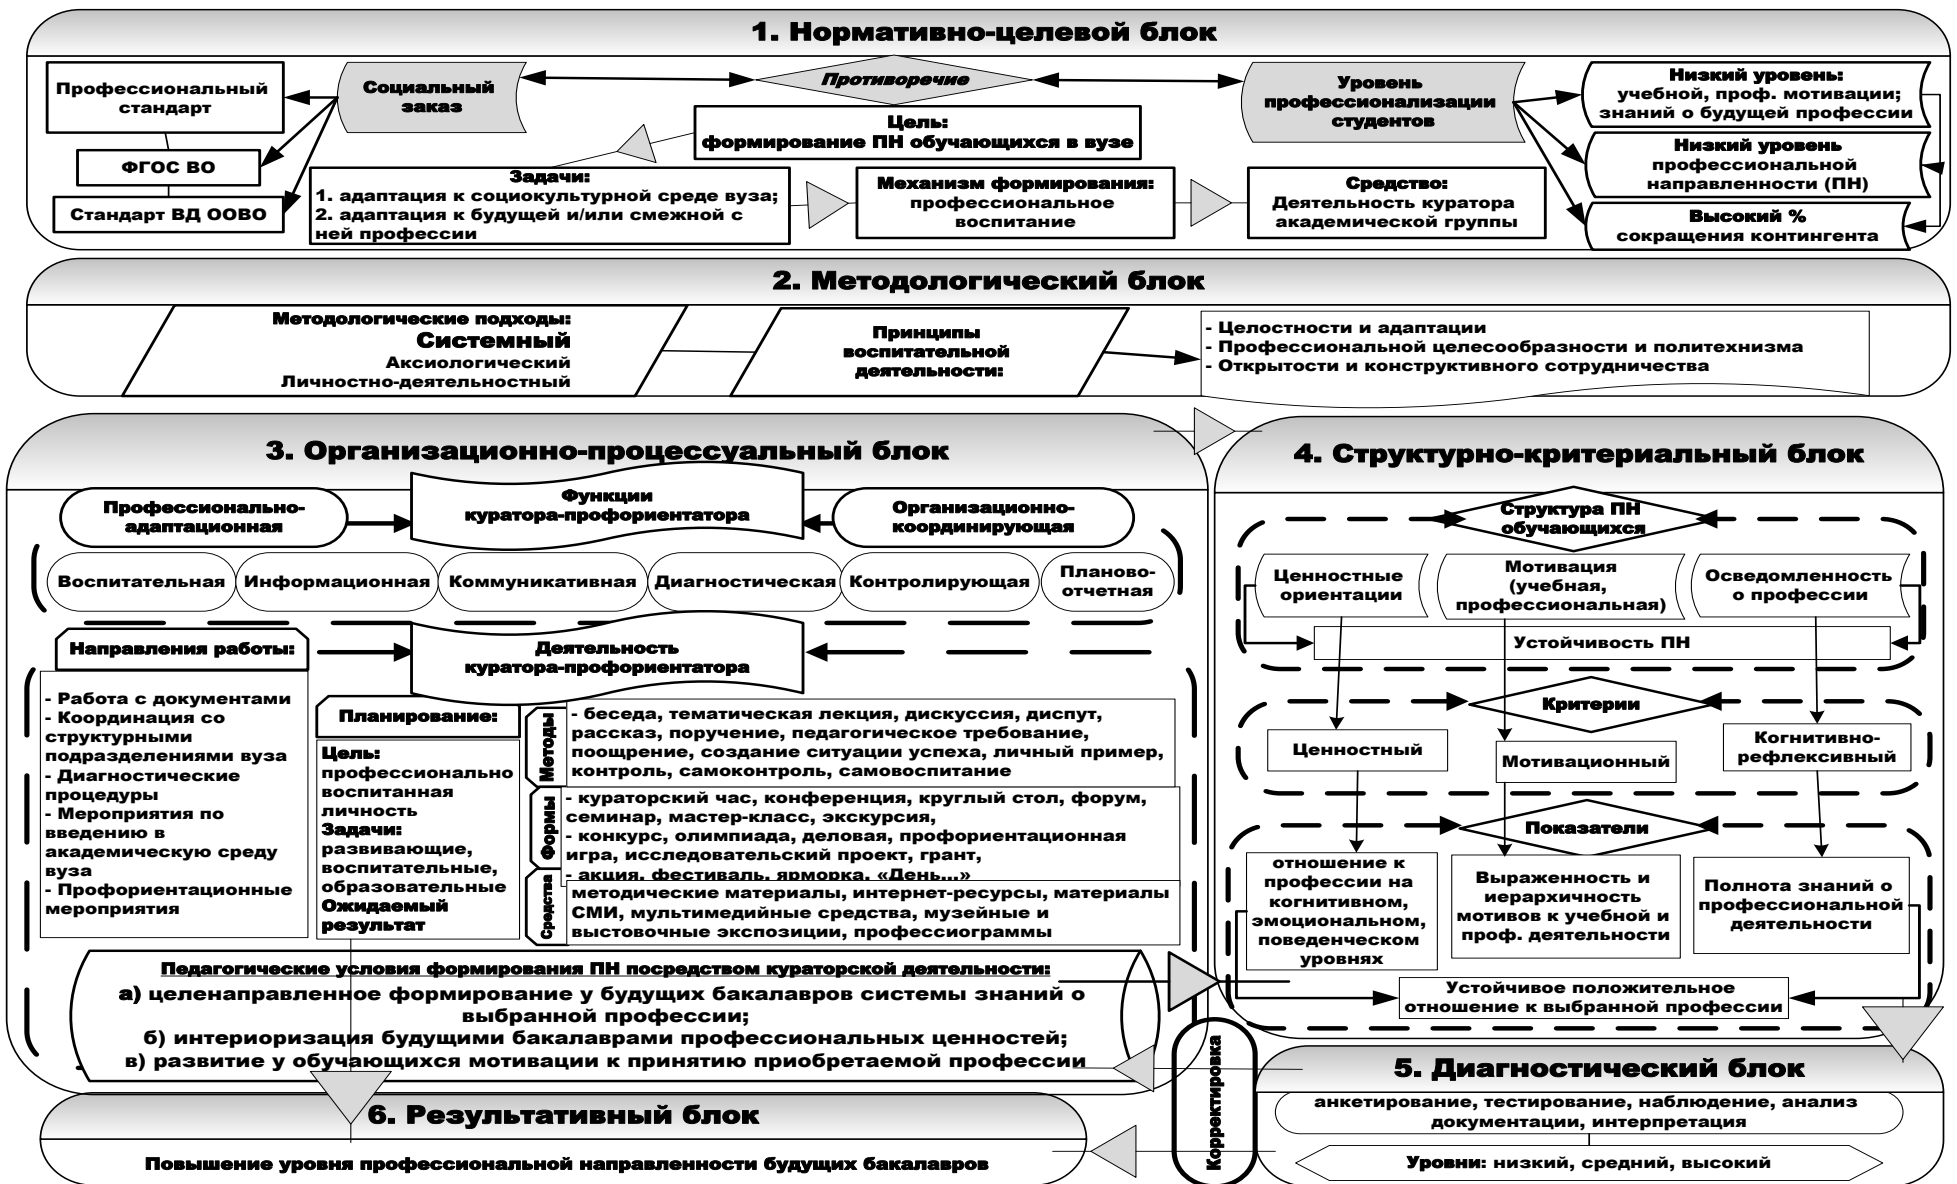 1. Нормативно-целевой блок
Профессиональный
стандарт
ФГОС ВО
Стандарт ВД ООВО
Социальный
заказ
Противоречие
Уровень
профессионализации
студентов
Низкий уровень:
учебной, проф. мотивации;
знаний о будущей профессии
Низкий уровень
профессиональной
направленности (ПН)
Высокий %
сокращения контингента
Цель:
формирование ПН обучающихся в вузе
Задачи:
1. адаптация к социокультурной среде вуза;
2. адаптация к будущей и/или смежной с
ней профессии
Механизм формирования:
профессиональное
воспитание
Средство:
Деятельность куратора
академической группы
2. Методологический блок
Методологические подходы:
Системный
Аксиологический
Личностно-деятельностный
Принципы
воспитательной
деятельности:
- Целостности и адаптации
- Профессиональной целесообразности и политехнизма
- Открытости и конструктивного сотрудничества
3. Организационно-процессуальный блок
Профессионально-
адаптационная
Функции
куратора-профориентатора
Организационно-
координирующая
Воспитательная
Информационная
Коммуникативная
Диагностическая
Контролирующая
Планово-
отчетная
Направления работы:
Деятельность
куратора-профориентатора
- Работа с документами
- Координация со
структурными
подразделениями вуза
- Диагностические
процедуры
- Мероприятия по
введению в
академическую среду
вуза
- Профориентационные
мероприятия
Планирование:
Цель:
профессионально
воспитанная
личность
Задачи:
развивающие,
воспитательные,
образовательные
Ожидаемый
результат
Методы
- беседа, тематическая лекция, дискуссия, диспут,
рассказ, поручение, педагогическое требование,
поощрение, создание ситуации успеха, личный пример,
контроль, самоконтроль, самовоспитание
Формы
- кураторский час, конференция, круглый стол, форум,
семинар, мастер-класс, экскурсия,
- конкурс, олимпиада, деловая, профориентационная
игра, исследовательский проект, грант,
- акция, фестиваль, ярморка, «День...»
Средства
методические материалы, интернет-ресурсы, материалы
СМИ, мультимедийные средства, музейные и
выстовочные экспозиции, профессиограммы
Педагогические условия формирования ПН посредством кураторской деятельности:
а) целенаправленное формирование у будущих бакалавров системы знаний о
выбранной профессии;
б) интериоризация будущими бакалаврами профессиональных ценностей;
в) развитие у обучающихся мотивации к принятию приобретаемой профессии
4. Структурно-критериальный блок
Структура ПН
обучающихся
Ценностные
ориентации
Мотивация
(учебная,
профессиональная)
Осведомленность
о профессии
Устойчивость ПН
Критерии
Ценностный
Мотивационный
Когнитивно-
рефлексивный
Показатели
отношение к
профессии на
когнитивном,
эмоциональном,
поведенческом
уровнях
Выраженность и
иерархичность
мотивов к учебной и
проф. деятельности
Полнота знаний о
профессиональной
деятельности
Устойчивое положительное
отношение к выбранной профессии
Корректировка
5. Диагностический блок
анкетирование, тестирование, наблюдение, анализ
документации, интерпретация
Уровни: низкий, средний, высокий
6. Результативный блок
Повышение уровня профессиональной направленности будущих бакалавров